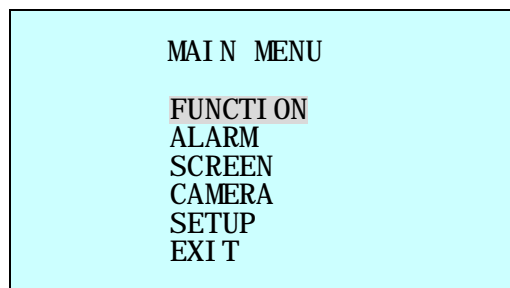 MAIN MENU
FUNCTION
ALARM
SCREEN
CAMERA
SETUP
EXIT